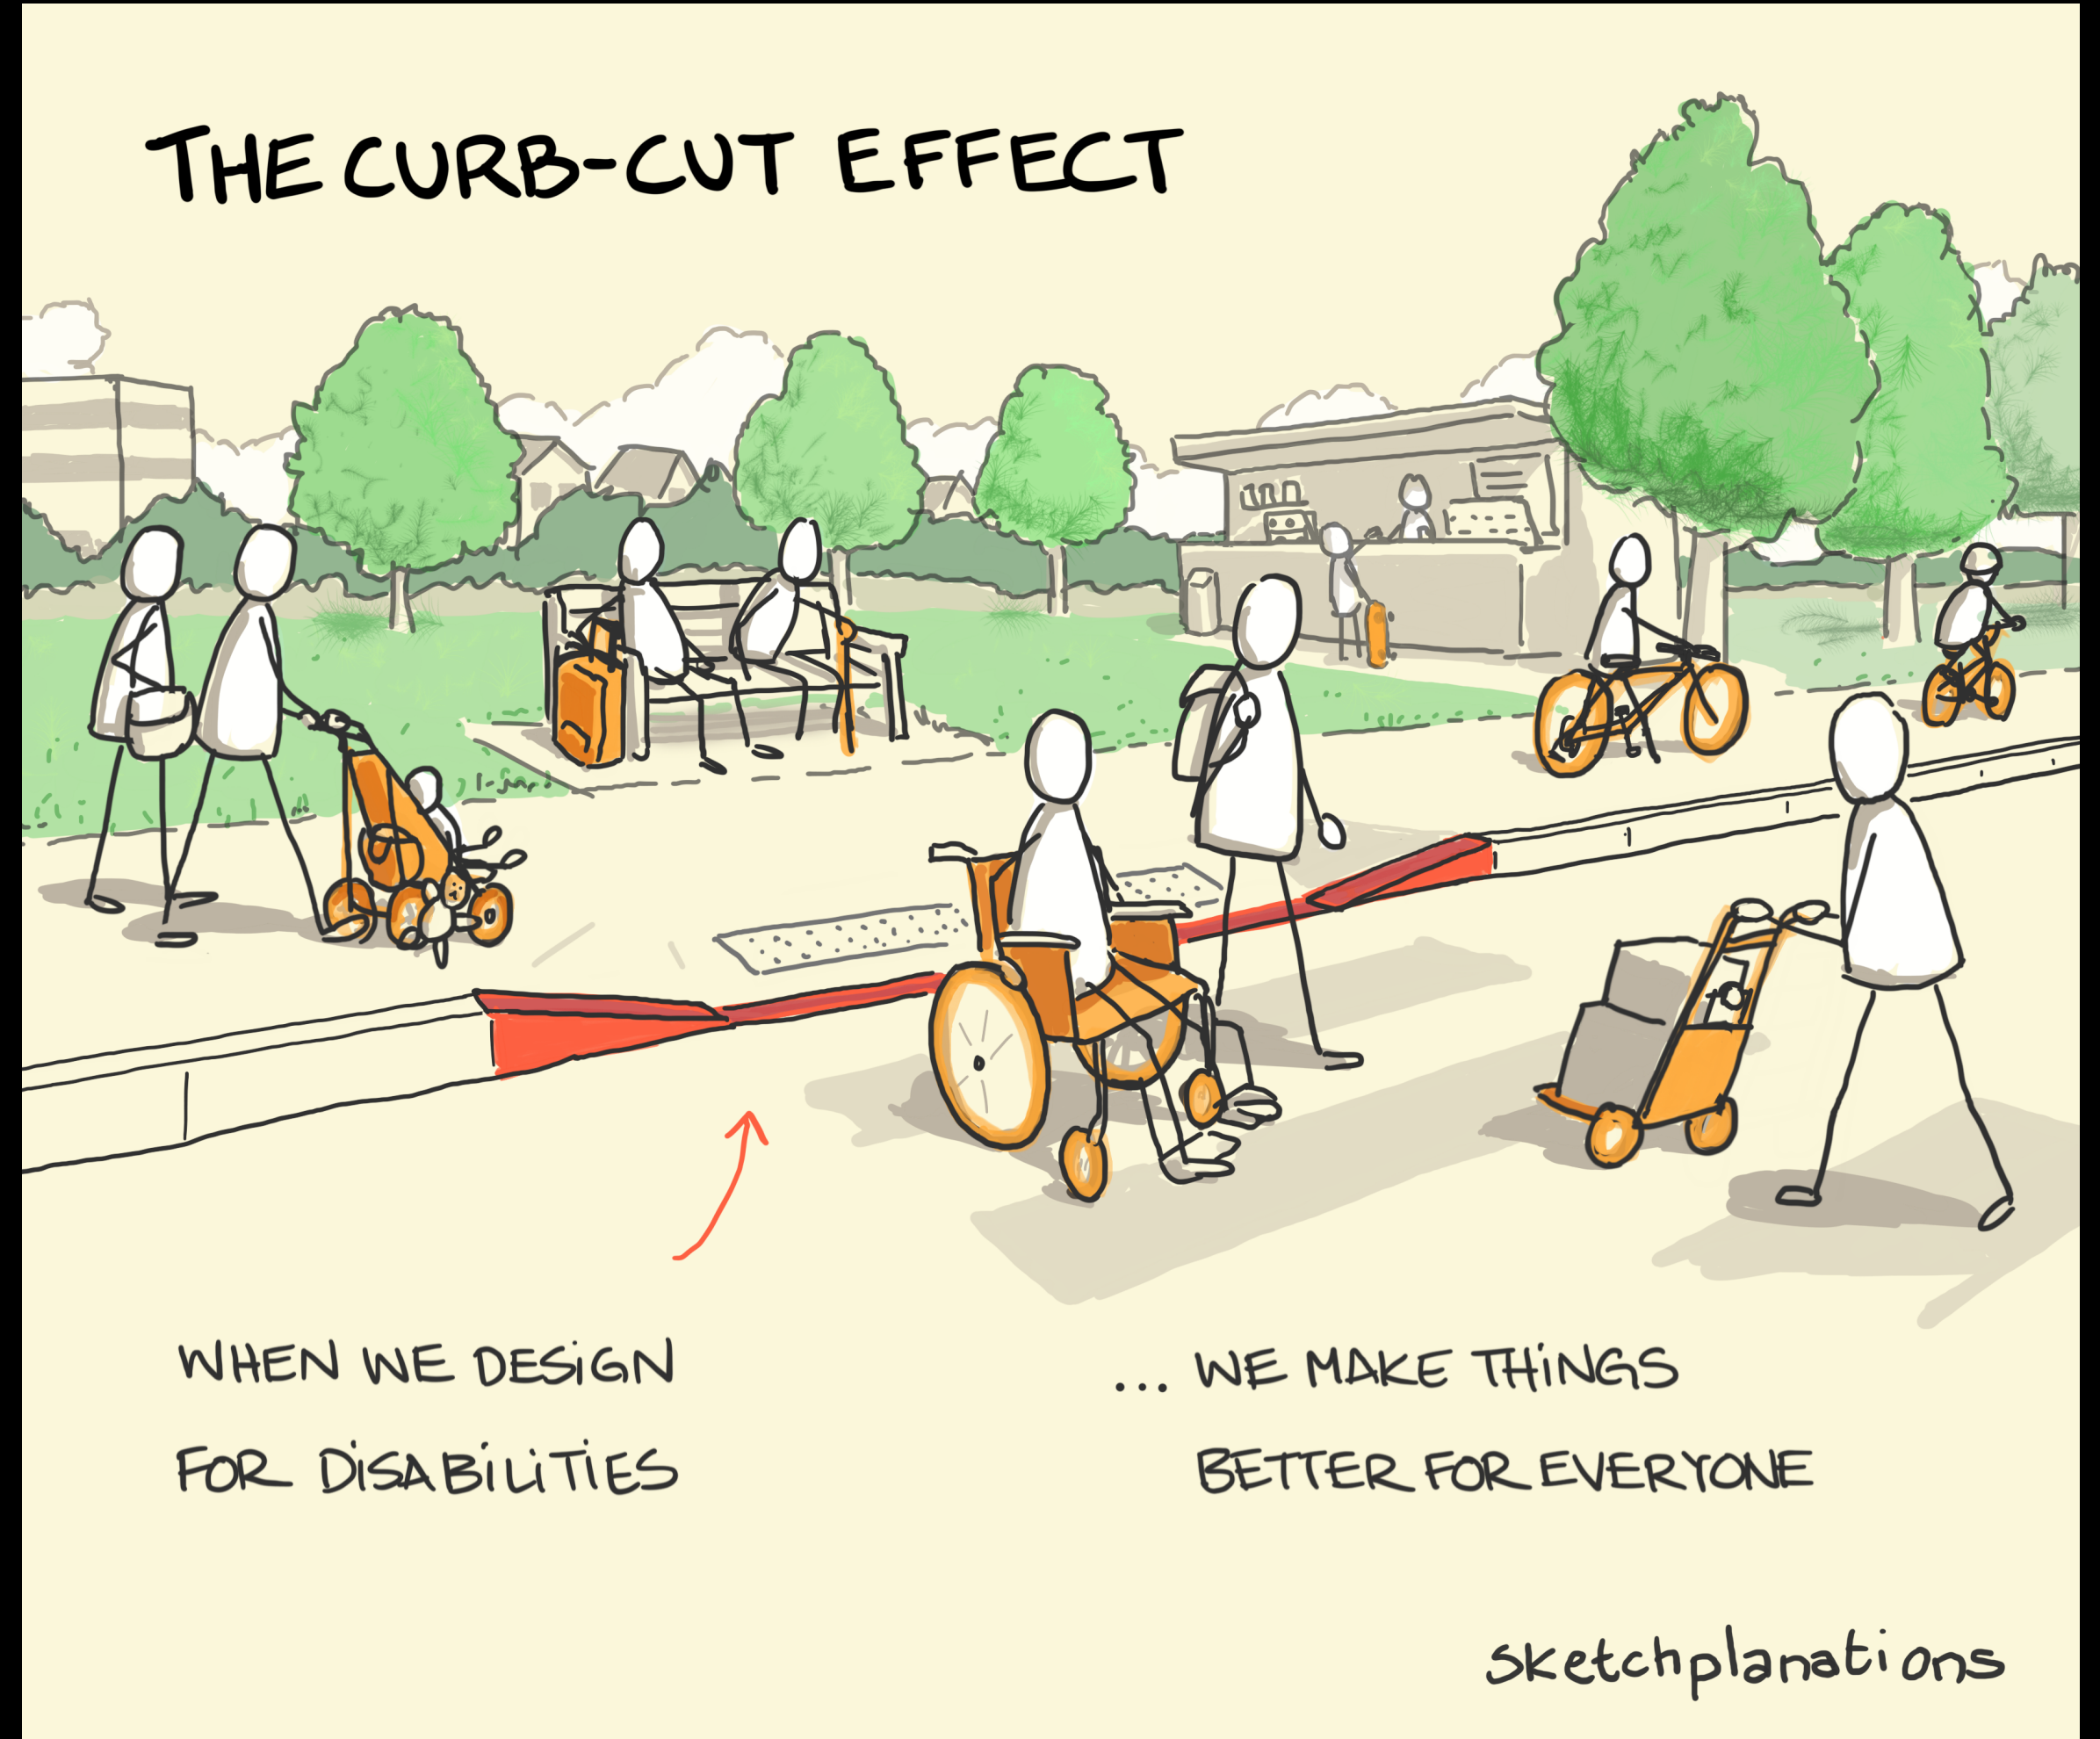 THE CURB-CUT EFFECT
WHEN WE DESIGN
FOR DISABILITIES
... WE MAKE THINGS
BETTER FOR EVERYONE
sketchplanations